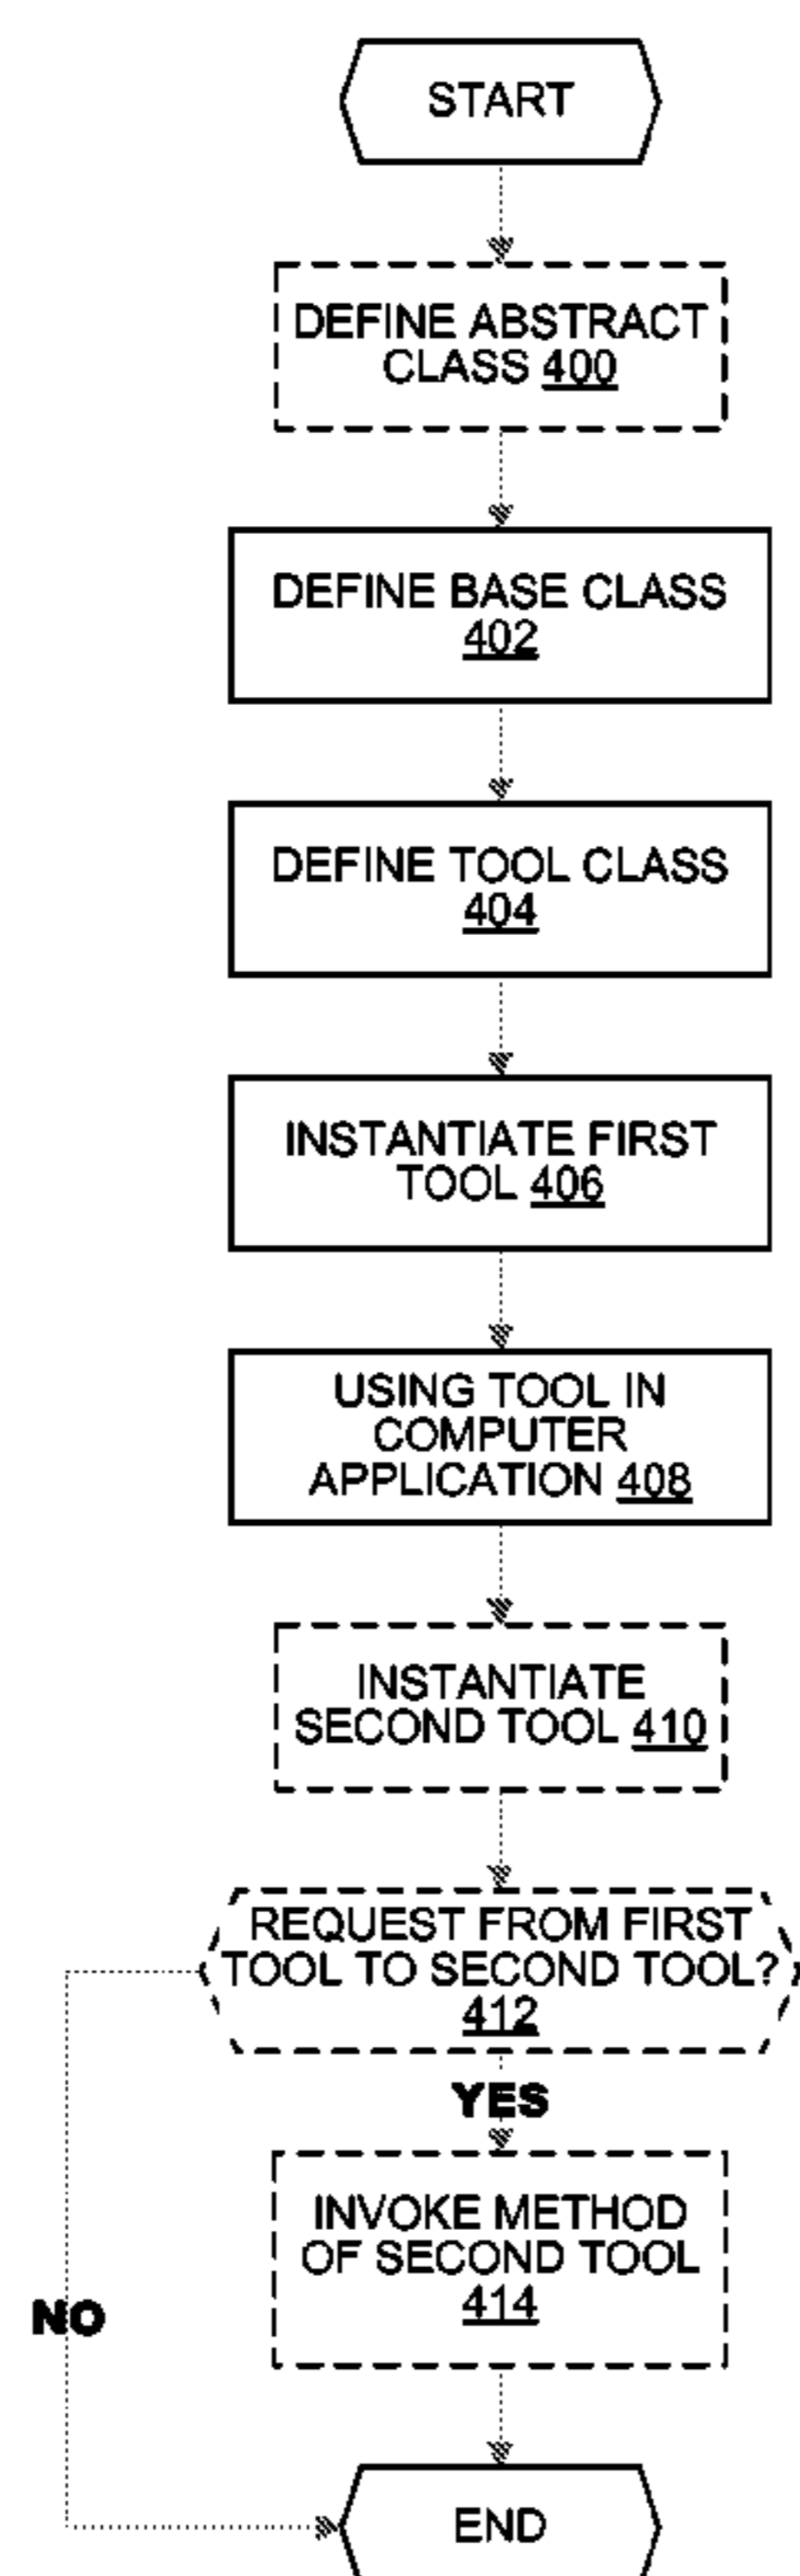 START
DEFINE ABSTRACT
CLASS 400
DEFINE BASE CLASS
402
DEFINE TOOL CLASS
404
INSTANTIATE FIRST
TOOL 406
USING TOOL IN
COMPUTER
APPLICATION 408
INSTANTIATE
SECOND TOOL 410
REQUEST FROM FIRST
TOOL TO SECOND TOOL?
412
YES
INVOKE METHOD
OF SECOND TOOL
414
NO
END